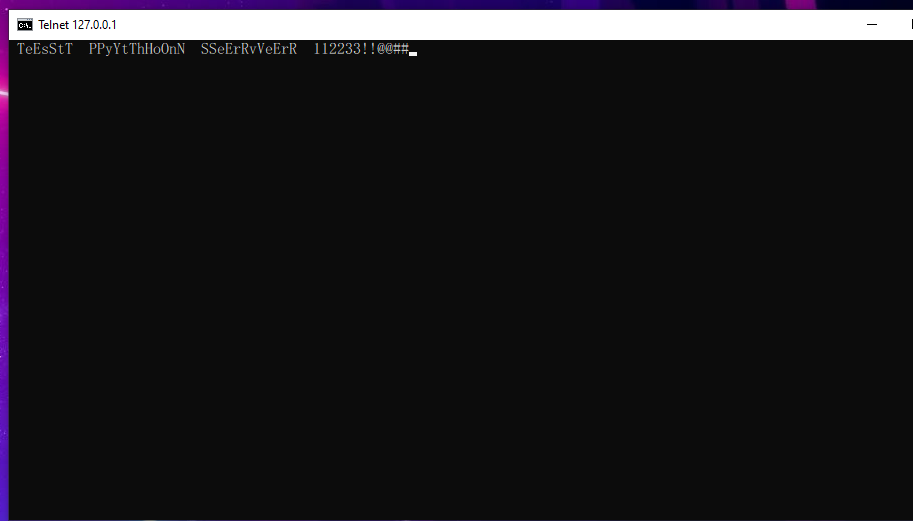 Telnet 127.0.0.1
TeEsStT  PPyYtThHoOnN  SSeErRvVeErR  112233!!@@##